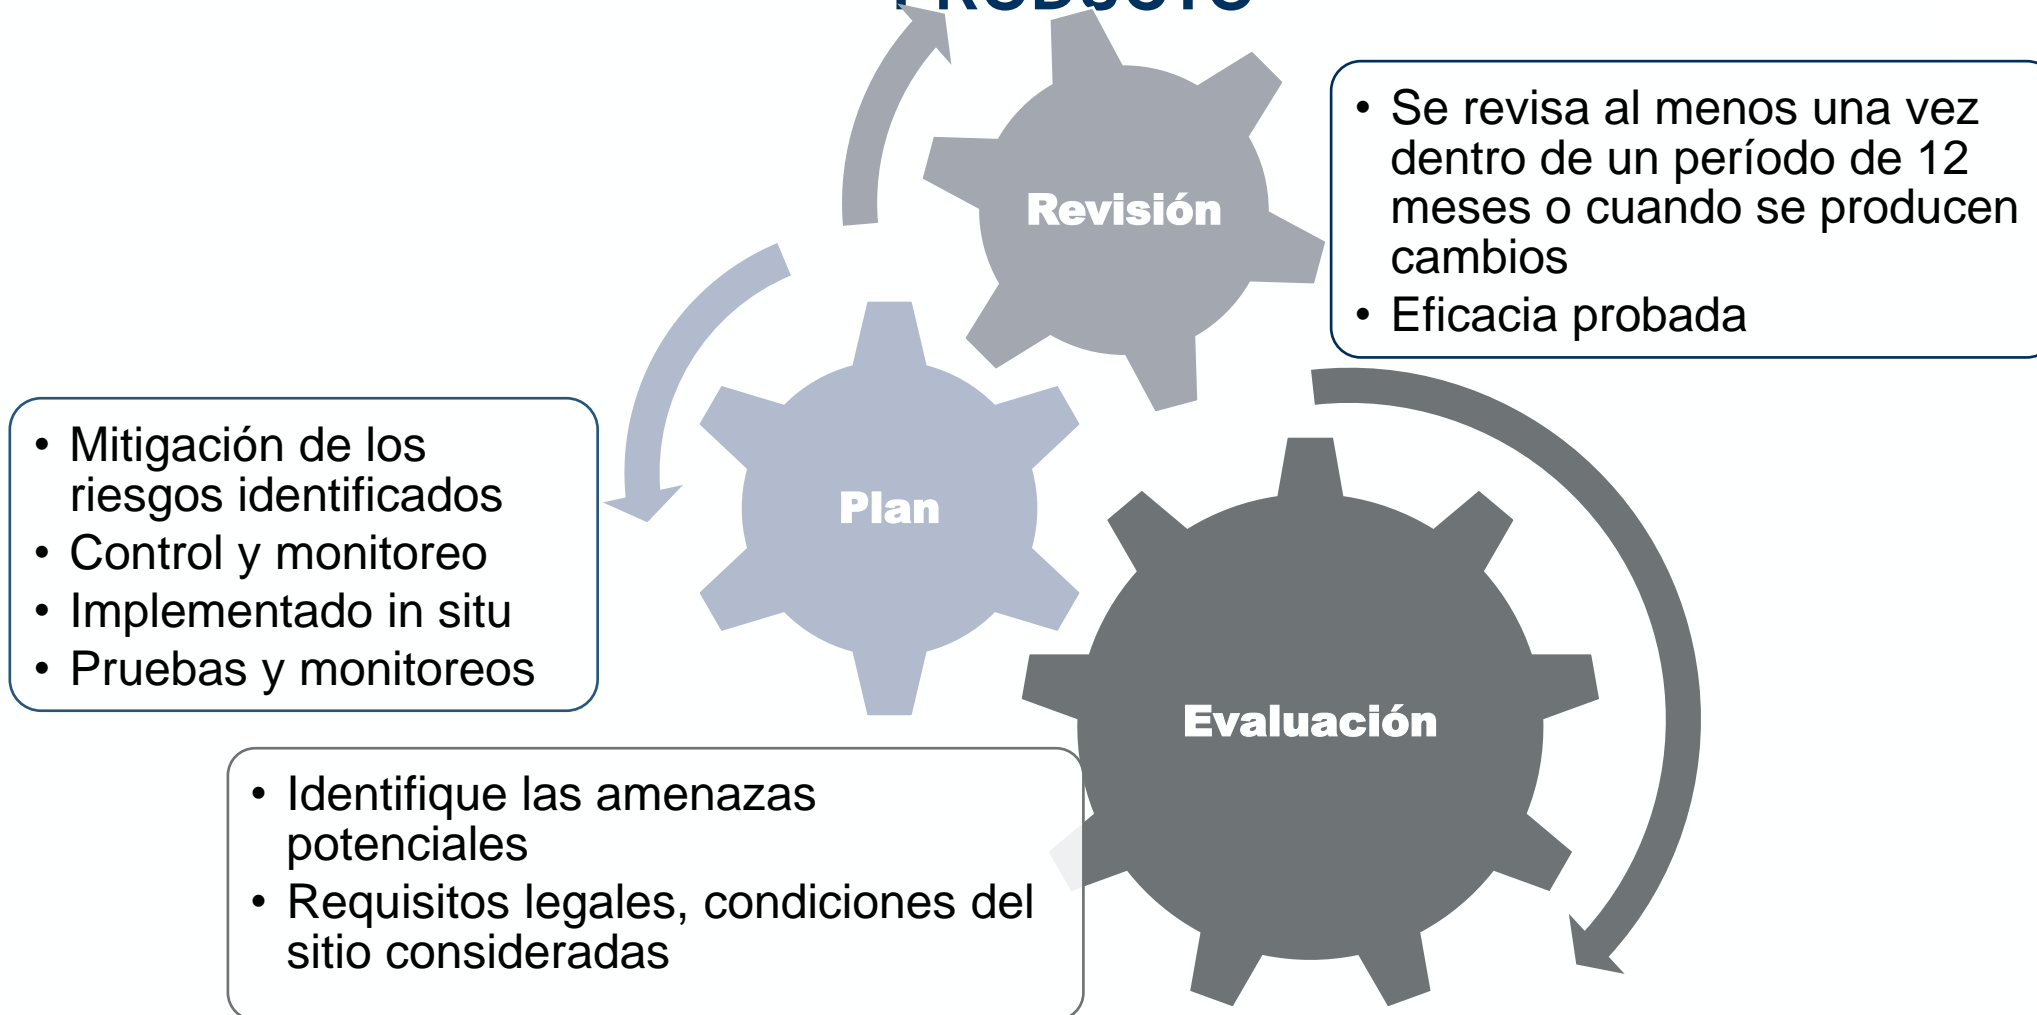 PRODUCTO
Revisión
• Se revisa al menos una vez
dentro de un período de 12
meses o cuando se producen
cambios
• Eficacia probada
Plan
• Mitigación de los
riesgos identificados
• Control y monitoreo
• Implementado in situ
• Pruebas y monitoreos
Evaluación
• Identifique las amenazas
potenciales
• Requisitos legales, condiciones del
sitio consideradas